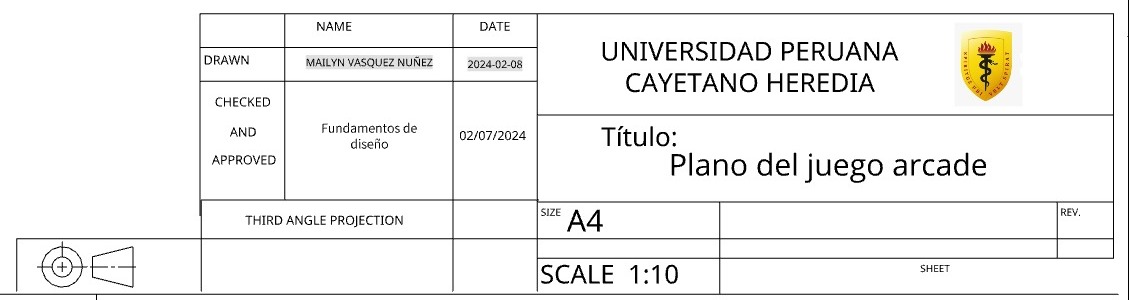 NAME
DATE
DRAWN
MAILYN VASQUEZ NUÑEZ
2024-02-08
CHECKED
AND
APPROVED
Fundamentos de
diseño
02/07/2024
THIRD ANGLE PROJECTION
UNIVERSIDAD PERUANA
CAYETANO HEREDIA
Título:
Plano del juego arcade
SIZE A4
REV.
SCALE 1:10
SHEET